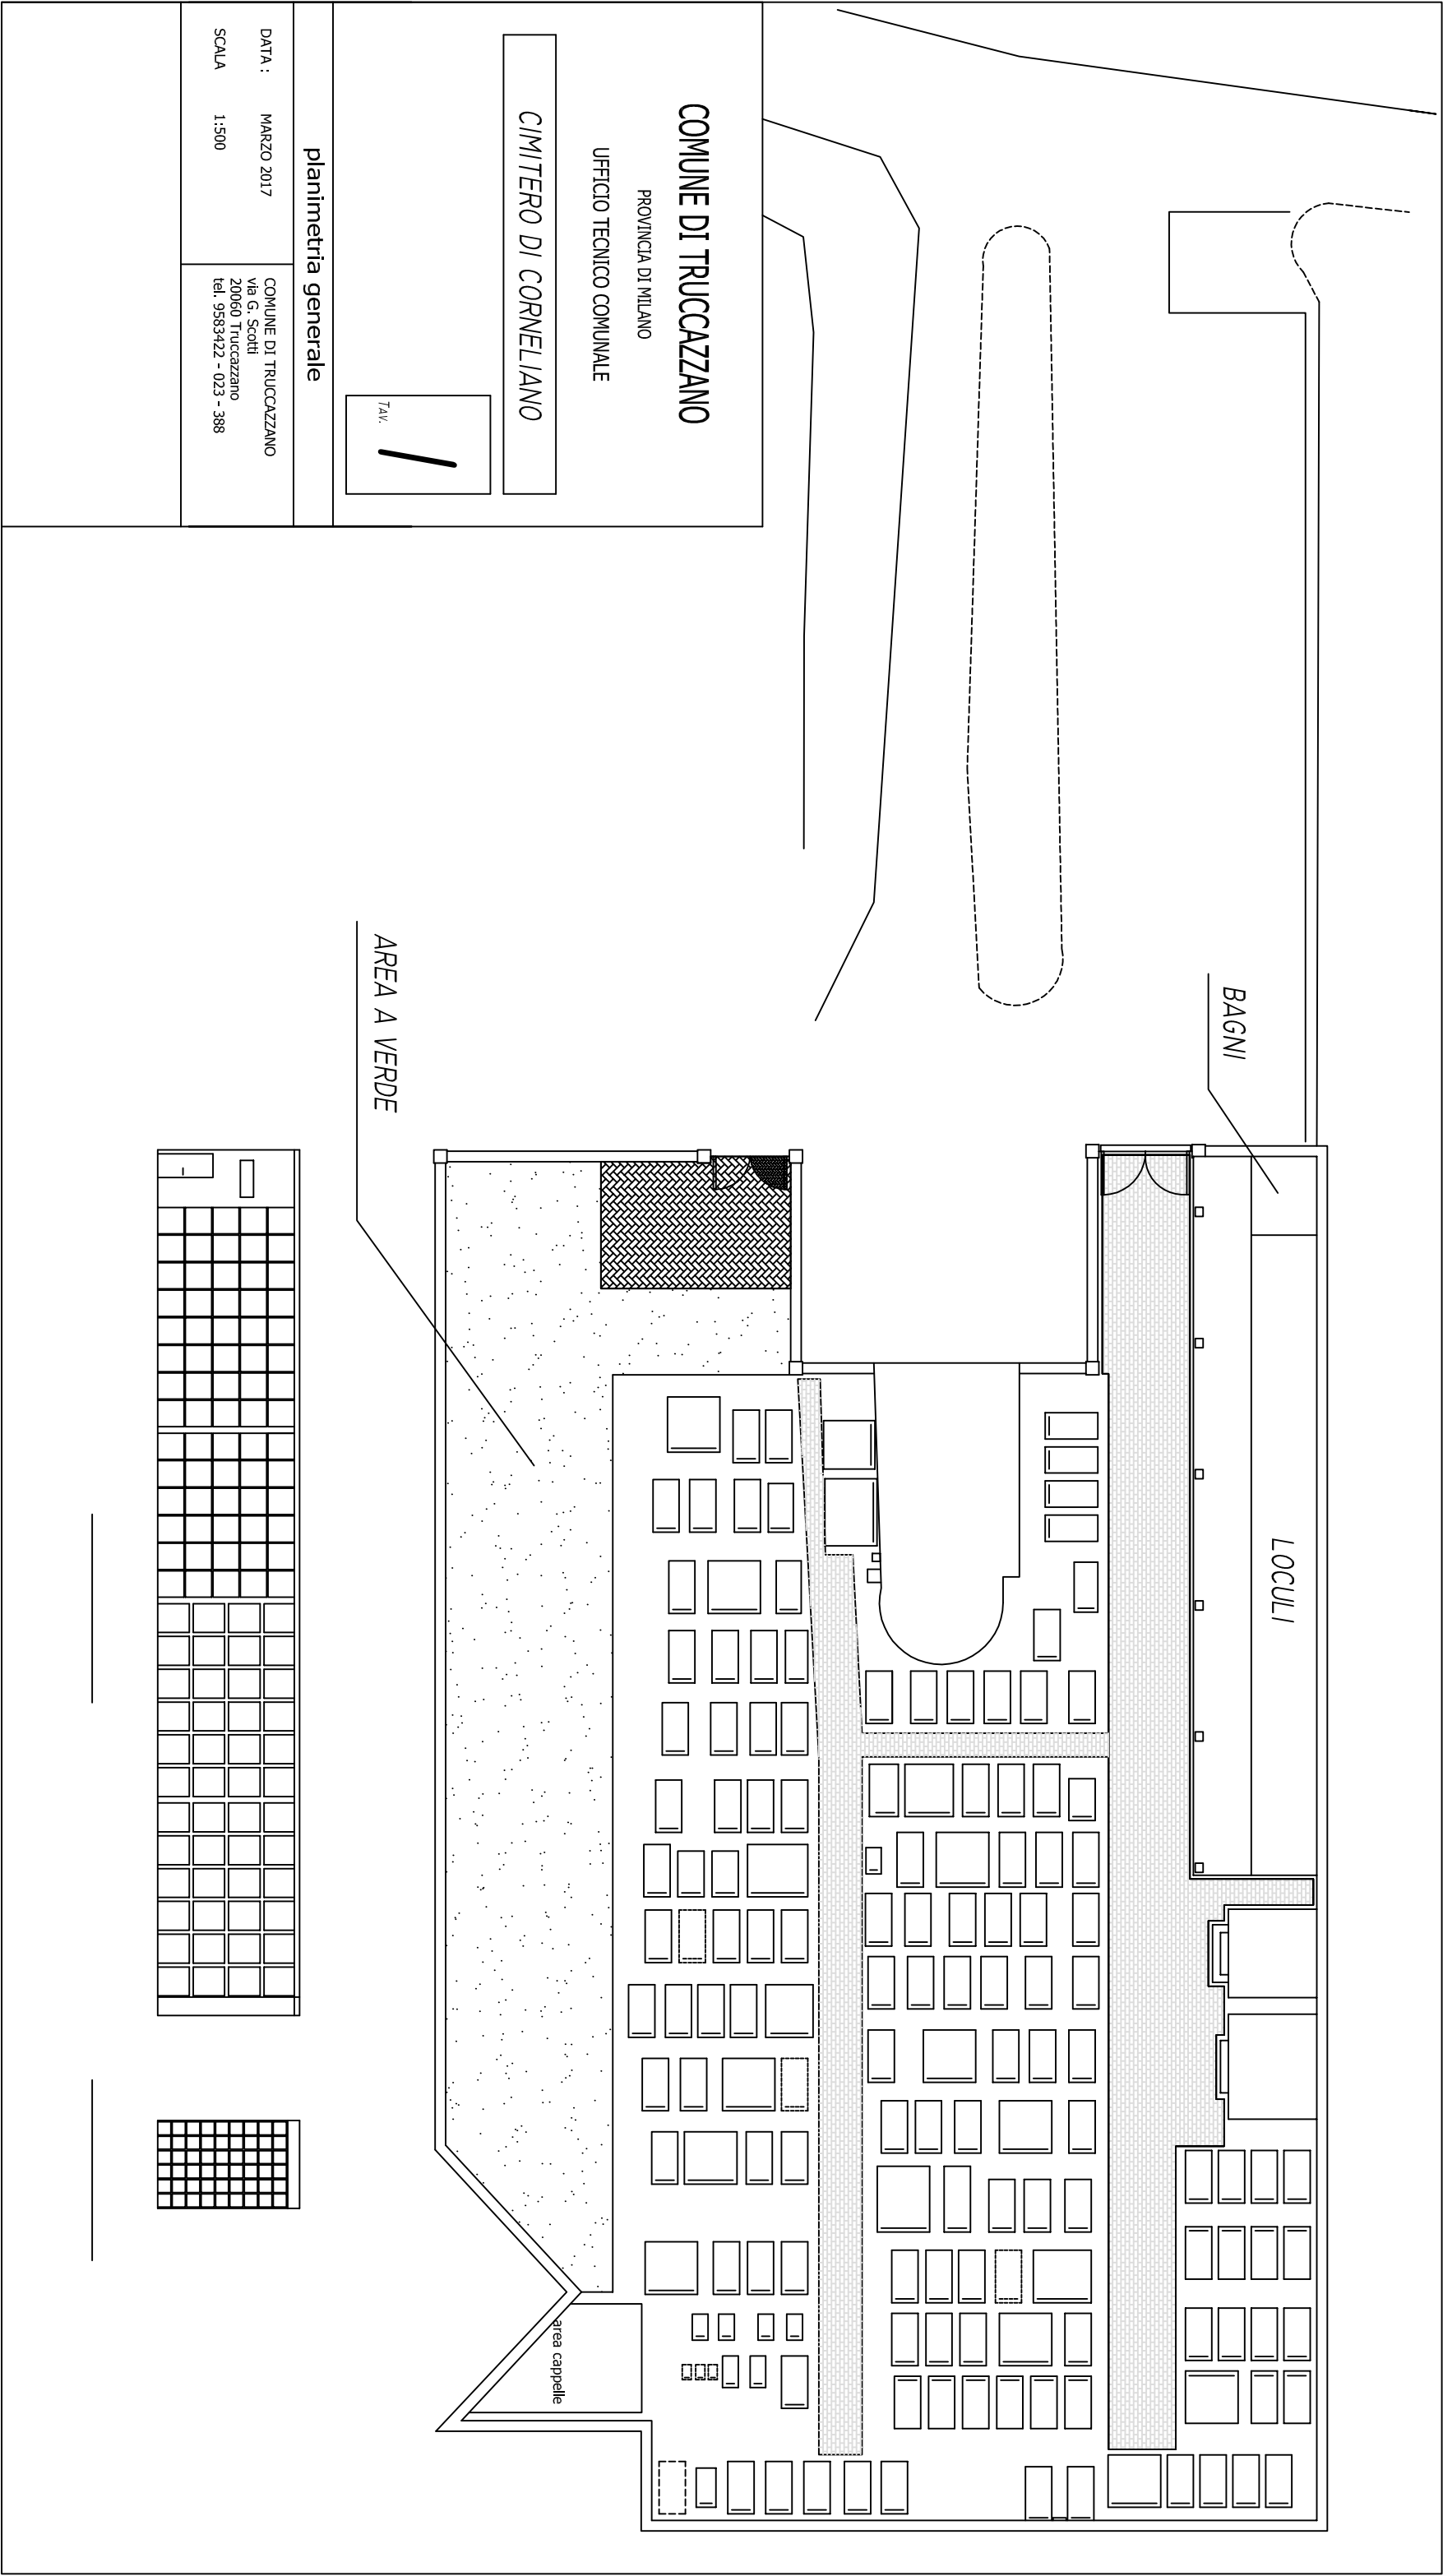 COMUNE DI TRUCCAZZANO
PROVINCIA DI MILANO
UFFICIO TECNICO COMUNALE
CIMITERO DI CORNELIANO
TAV.
planimetria generale
DATA : MARZO 2017
SCALA 1:500
COMUNE DI TRUCCAZZANO
via G. Scotti
20060 Truccazzano
tel. 9583422 - 023 - 388
BAGNI
LOCULI
AREA A VERDE
area cappelle